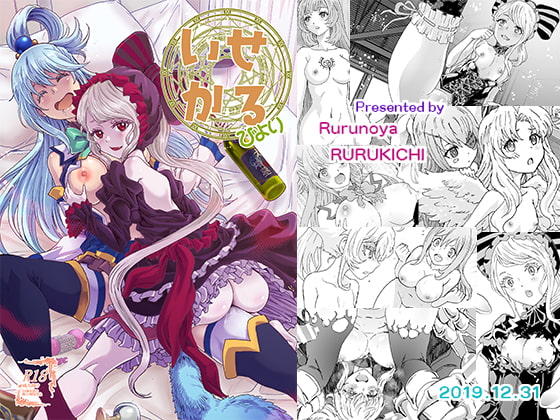 いせ
かる
びより
Presented by
Rurunoya
RURUKICHI
R18
2019.12.31